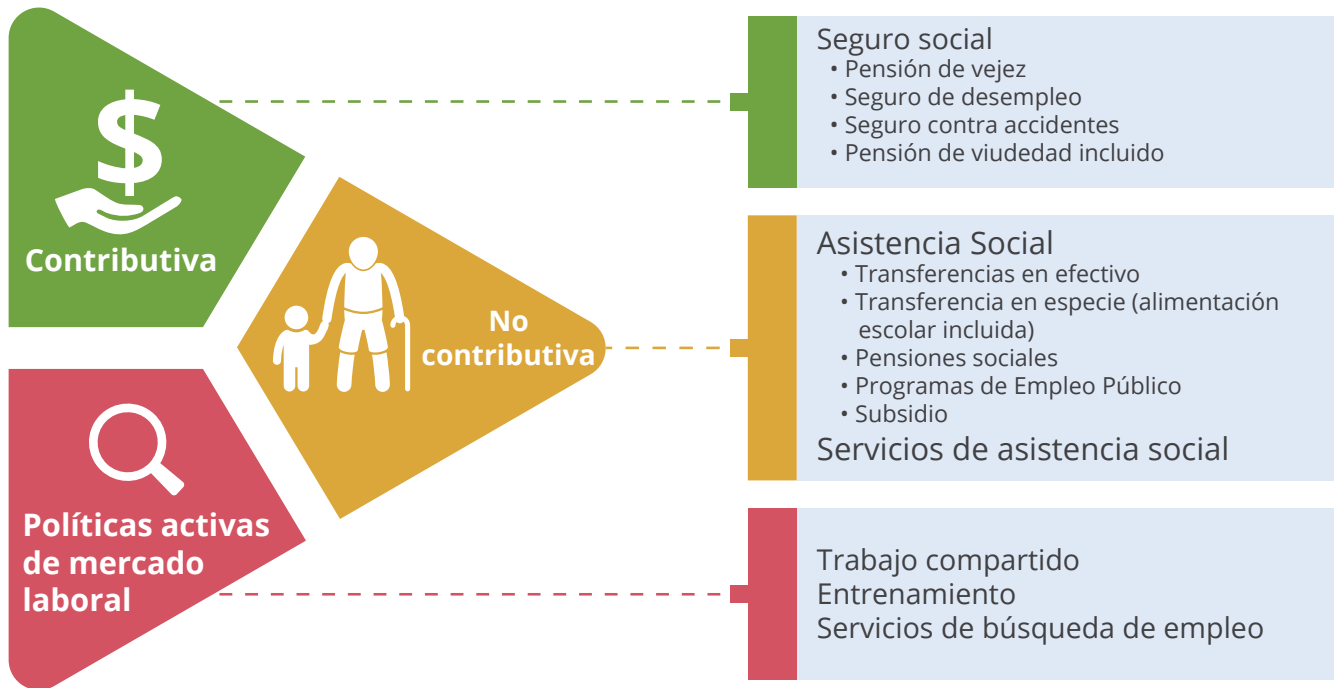 $
Contributiva
No
contributiva
Políticas activas
de mercado
laboral
Seguro social
• Pensión de vejez
• Seguro de desempleo
• Seguro contra accidentes
• Pensión de viudedad incluido
Asistencia Social
• Transferencias en efectivo
• Transferencia en especie (alimentación
escolar incluida)
• Pensiones sociales
• Programas de Empleo Público
• Subsidio
Servicios de asistencia social
Trabajo compartido
Entrenamiento
Servicios de búsqueda de empleo